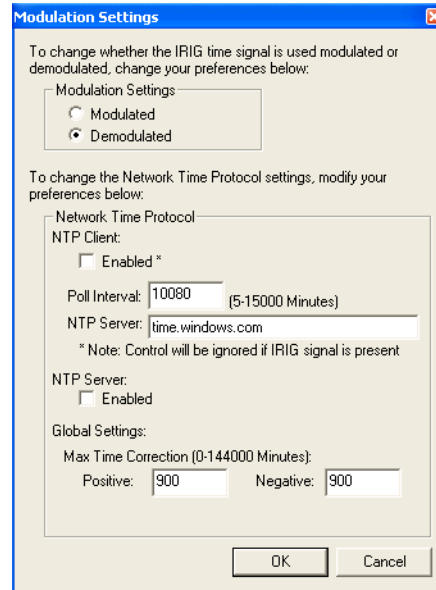 Modulation Settings
To change whether the IRIG time signal is used modulated or
demodulated, change your preferences below:
Modulation Settings
Modulated
Demodulated
To change the Network Time Protocol settings, modify your
preferences below:
Network Time Protocol
NTP Client:
Enabled *
Poll Interval: 10080 (5-15000 Minutes)
NTP Server: time.windows.com
* Note: Control will be ignored if IRIG signal is present
NTP Server:
Enabled
Global Settings:
Max Time Correction (0-144000 Minutes):
Positive: 900 Negative: 900
OK Cancel